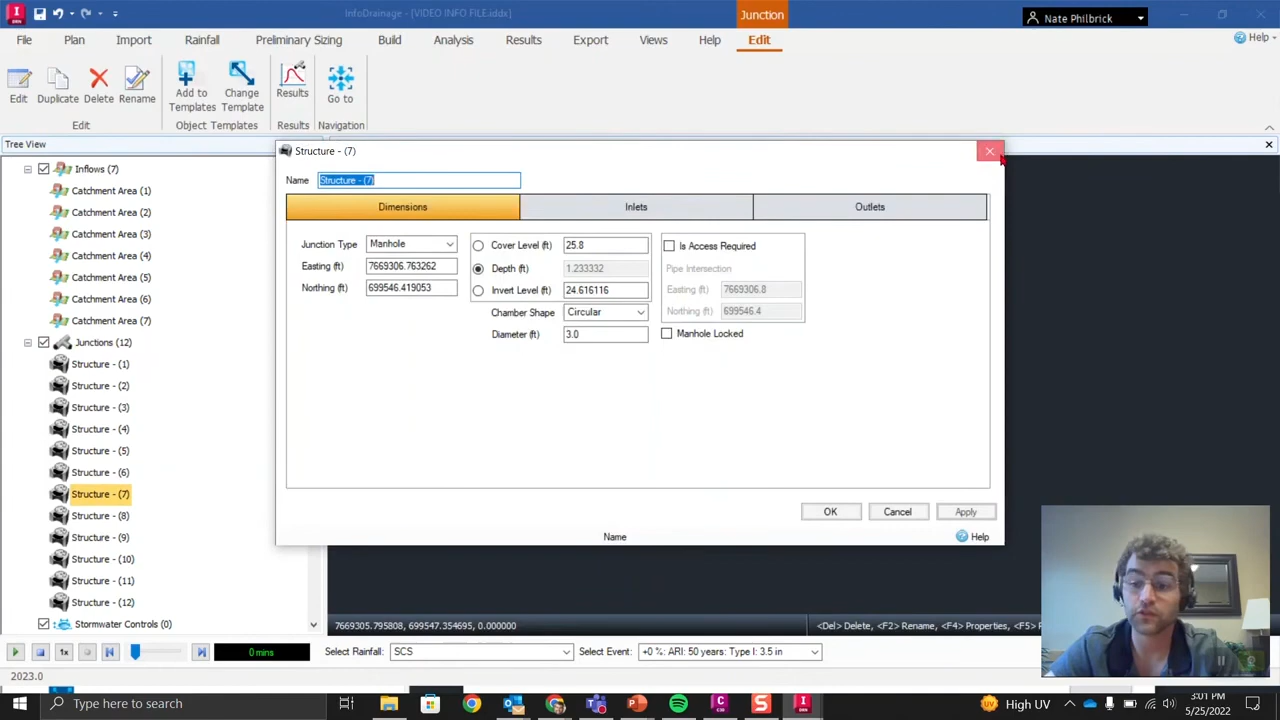 InfoDrainage - [VIDEO INFO FILE.iddx]
Junction
Nate Philbrick
File Plan Import Rainfall Preliminary Sizing Build Analysis Results Export Views Help Edit
Help
Edit Duplicate Delete Rename Add to Templates Change Template Results Go to
Edit Object Templates Results Navigation
Tree View
Inflows (7)
Catchment Area (1)
Catchment Area (2)
Catchment Area (3)
Catchment Area (4)
Catchment Area (5)
Catchment Area (6)
Catchment Area (7)
Junctions (12)
Structure - (1)
Structure - (2)
Structure - (3)
Structure - (4)
Structure - (5)
Structure - (6)
Structure - (7)
Structure - (8)
Structure - (9)
Structure - (10)
Structure - (11)
Structure - (12)
Stormwater Controls (0)
Structure - (7)
Name Structure - (7)
Dimensions Inlets Outlets
Junction Type Manhole
Easting (ft) 7669306.763262
Northing (ft) 699546.419053
Cover Level (ft) 25.8
Depth (ft) 1.233332
Invert Level (ft) 24.616116
Chamber Shape Circular
Diameter (ft) 3.0
Is Access Required
Pipe Intersection
Easting (ft) 7669306.8
Northing (ft) 699546.4
Manhole Locked
OK Cancel Apply
Name
Help
7669305.795808, 699547.354695, 0.000000
<Del> Delete, <F2> Rename, <F4> Properties, <F5>
1x
0 mins
Select Rainfall: SCS
Select Event: +0 %: ARI: 50 years: Type I: 3.5 in
2023.0
Type here to search
High UV
3:01 PM
5/25/2022